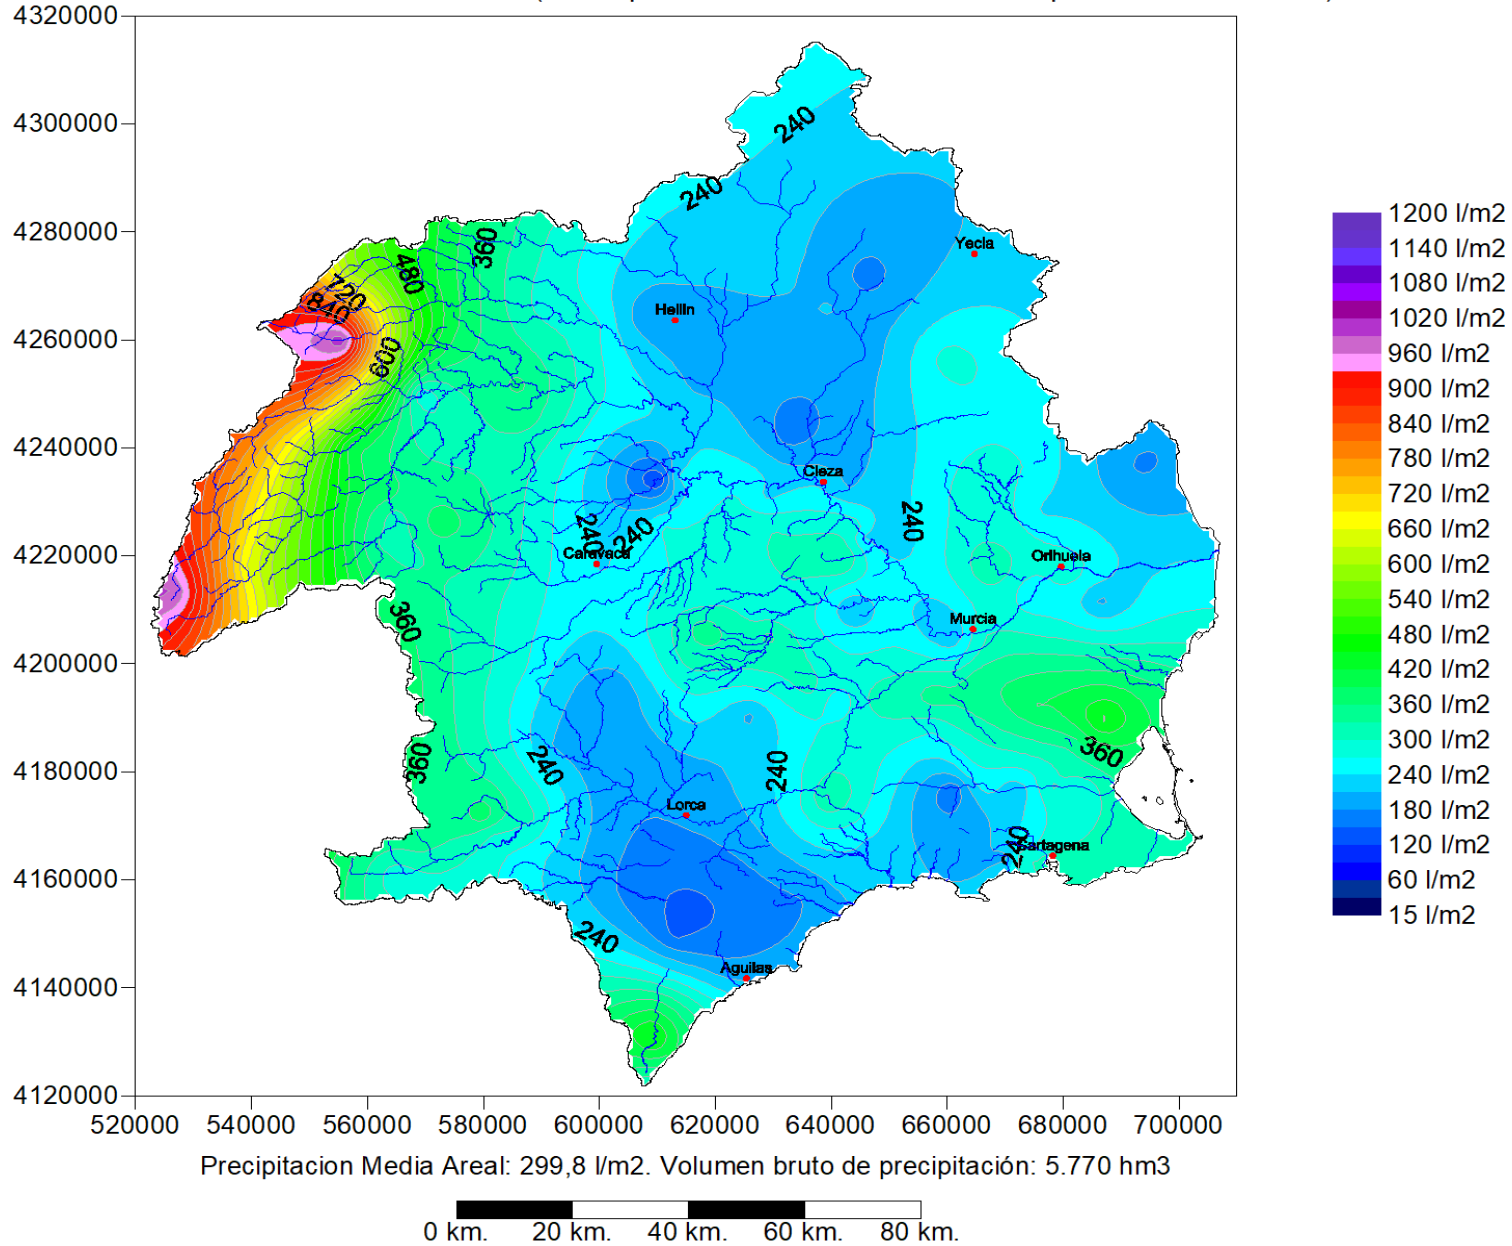 4320000
4300000
4280000
4260000
4240000
4220000
4200000
4180000
4160000
4140000
4120000
520000 540000 560000 580000 600000 620000 640000 660000 680000 700000
240
240
360
480
720
840
600
Yecla
Hellin
Cieza
240
240
240
Caravaca
Orihuela
Murcia
360
360
360
240
240
Lorca
240
Cartagena
240
Aguilas
1200 l/m2
1140 l/m2
1080 l/m2
1020 l/m2
960 l/m2
900 l/m2
840 l/m2
780 l/m2
720 l/m2
660 l/m2
600 l/m2
540 l/m2
480 l/m2
420 l/m2
360 l/m2
300 l/m2
240 l/m2
180 l/m2
120 l/m2
60 l/m2
15 l/m2
Precipitacion Media Areal: 299,8 l/m2. Volumen bruto de precipitación: 5.770 hm3
0 km. 20 km. 40 km. 60 km. 80 km.